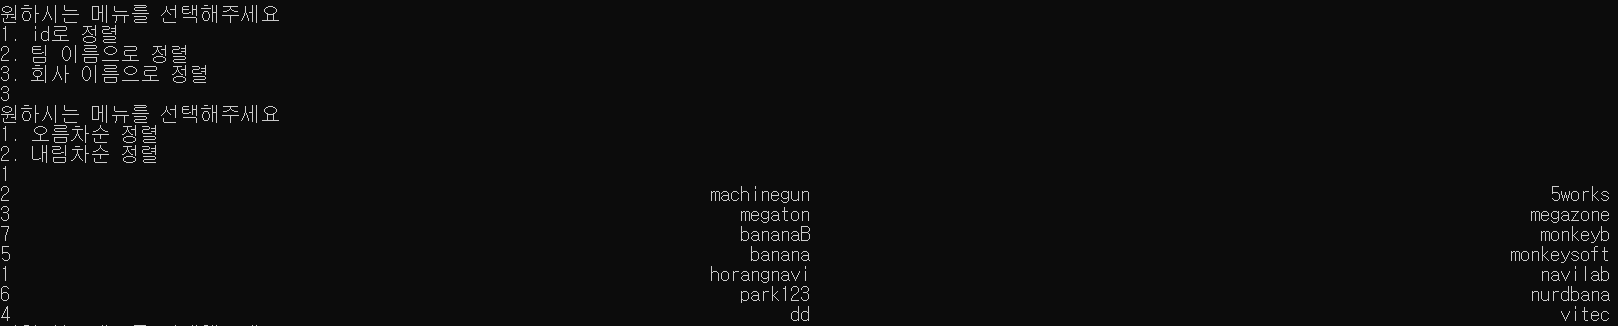 원하시는 메뉴를 선택해주세요
1. id로 정렬
2. 팀 이름으로 정렬
3. 회사 이름으로 정렬
3
원하시는 메뉴를 선택해주세요
1. 오름차순 정렬
2. 내림차순 정렬
1
2 machinegun 5works
3 megaton megazone
7 bananaB monkeyb
5 banana monkeysoft
1 horangnavi navilab
6 park123 nurdbana
4 dd vitec